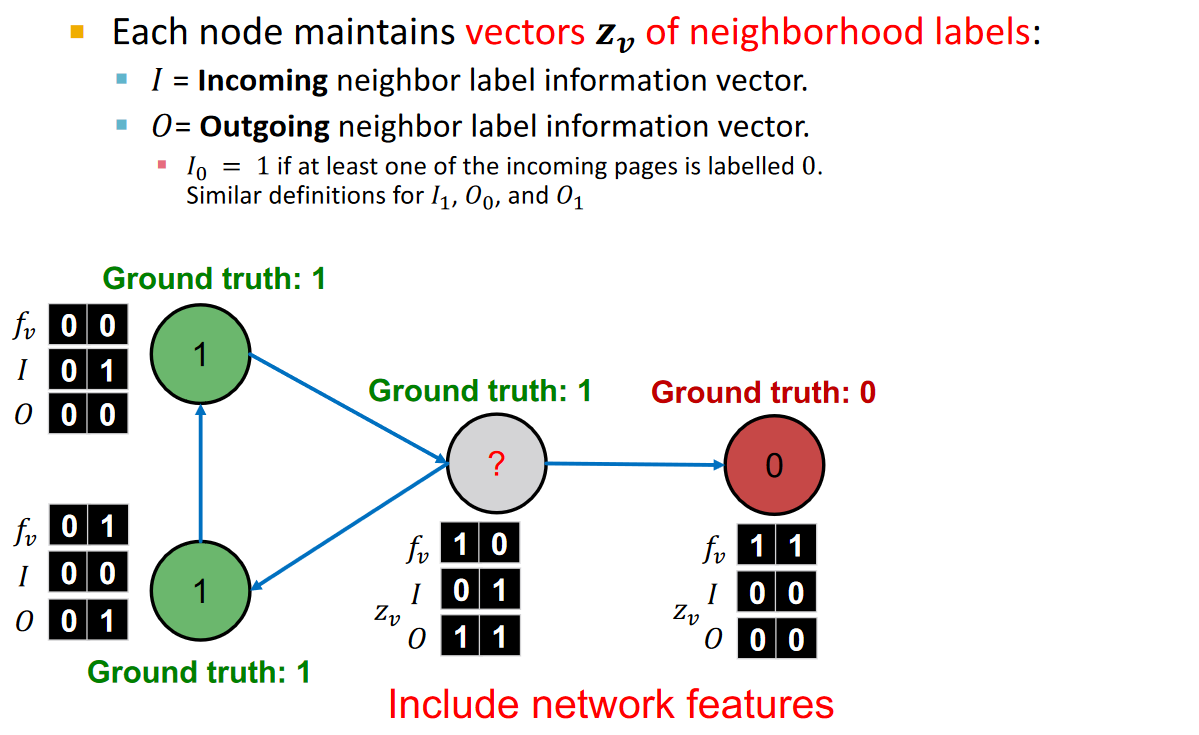 Each node maintains vectors z_v of neighborhood labels:
I = Incoming neighbor label information vector.
O= Outgoing neighbor label information vector.
I_0 = 1 if at least one of the incoming pages is labelled 0.
Similar definitions for I_1, O_0, and O_1
Ground truth: 1
f_v 0 0
I 0 1
O 0 0
1
Ground truth: 1
?
Ground truth: 0
0
f_v 0 1
I 0 0
O 0 1
1
Ground truth: 1
f_v 1 0
I 0 1
z_v
O 1 1
f_v 1 1
I 0 0
z_v
O 0 0
Include network features